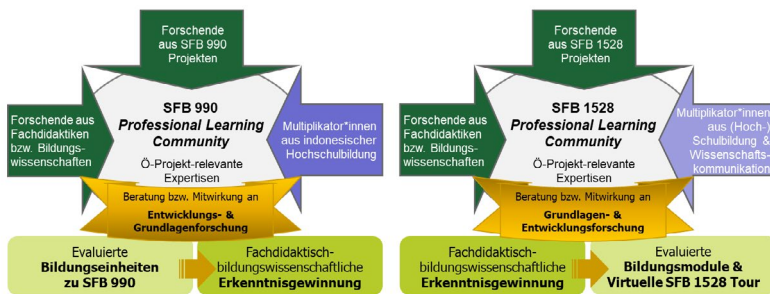 Forschende
aus SFB 990
Projekten
Forschende aus
Fachdidaktiken
bzw. Bildungs-
wissenschaften
SFB 990
Professional Learning
Community
Ö-Projekt-relevante
Expertisen
Multiplikator*innen
aus indonesischer
Hochschulbildung
Beratung bzw. Mitwirkung an
Entwicklungs- &
Grundlagenforschung
Evaluierte
Bildungseinheiten
zu SFB 990
Fachdidaktisch-
bildungswissenschaftliche
Erkenntnisgewinnung
Forschende
aus SFB 1528
Projekten
Forschende aus
Fachdidaktiken
bzw. Bildungs-
wissenschaften
SFB 1528
Professional Learning
Community
Ö-Projekt-relevante
Expertisen
Multiplikator*innen
aus (Hoch-)
Schulbildung &
Wissenschafts-
kommunikation
Beratung bzw. Mitwirkung an
Grundlagen- &
Entwicklungsforschung
Fachdidaktisch-
bildungswissenschaftliche
Erkenntnisgewinnung
Evaluierte
Bildungsmodule &
Virtuelle SFB 1528 Tour